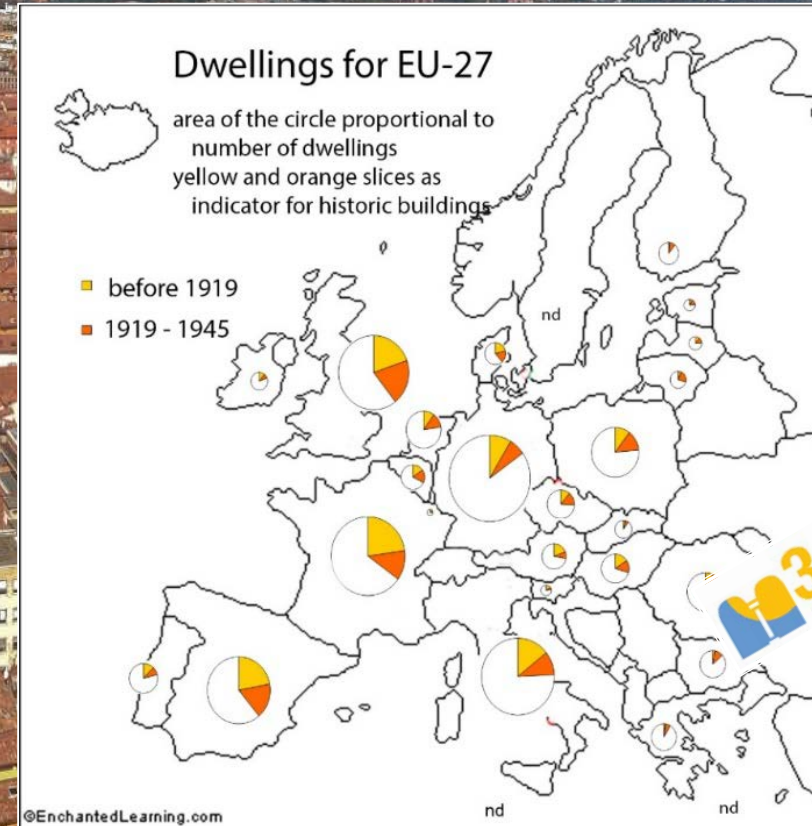 Dwellings for EU-27
area of the circle proportional to
number of dwellings
yellow and orange slices as
indicator for historic buildings
before 1919
1919 - 1945
nd
3
nd
nd
©EnchantedLearning.com